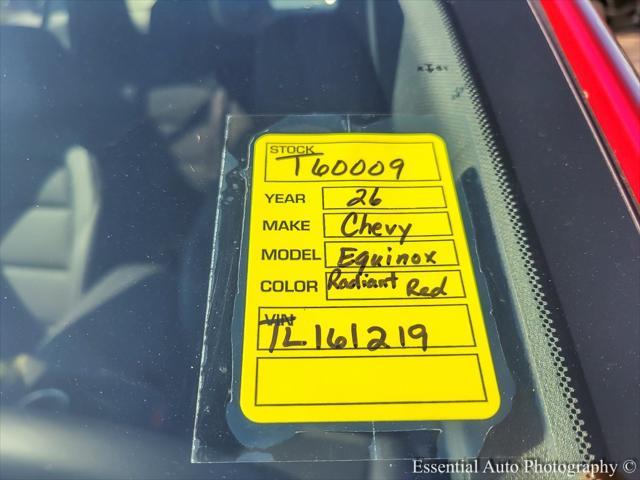 STOCK
T60009
YEAR 26
MAKE Chevy
MODEL Equinox
COLOR Radiant Red
VIN
TL161219
Essential Auto Photography ©